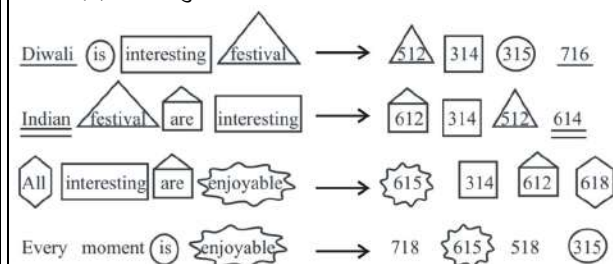 Diwali is interesting festival → 512 314 315 716
Indian festival are interesting → 612 314 512 614
All interesting are enjoyable → 615 314 612 618
Every moment is enjoyable → 718 615 518 315